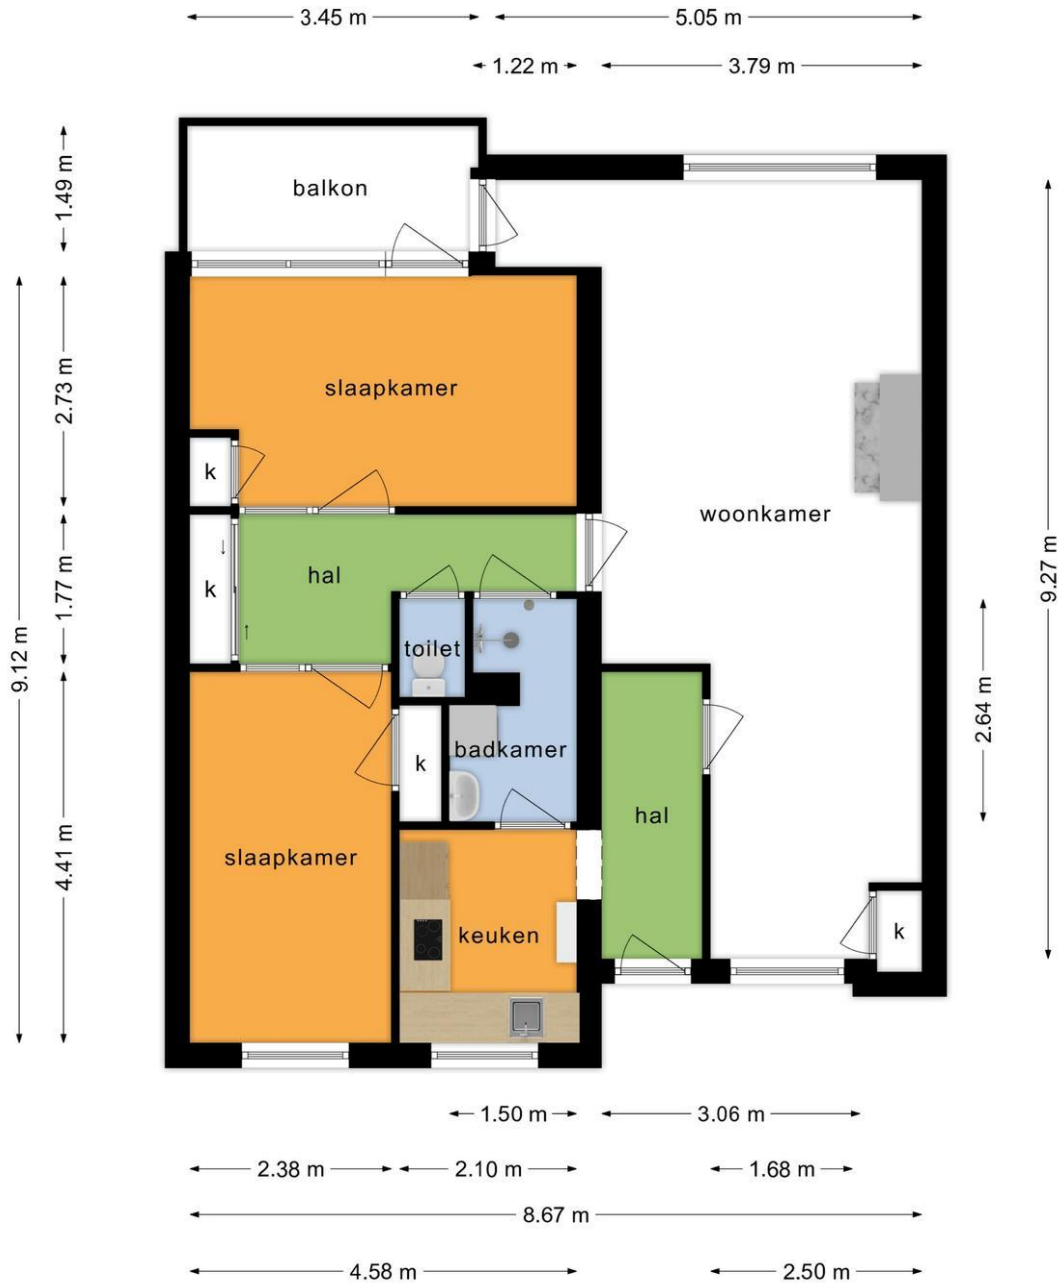 3.45 m
5.05 m
1.22 m
3.79 m
1.49 m
balkon
2.73 m
slaapkamer
k
woonkamer
9.27 m
1.77 m
hal
k
toilet
9.12 m
2.64 m
badkamer
k
hal
4.41 m
slaapkamer
keuken
k
1.50 m
3.06 m
2.38 m
2.10 m
1.68 m
8.67 m
4.58 m
2.50 m